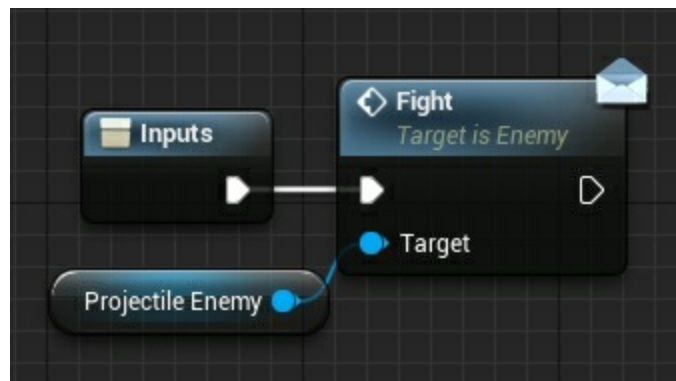 Inputs
Fight
Target is Enemy
Target
Projectile Enemy